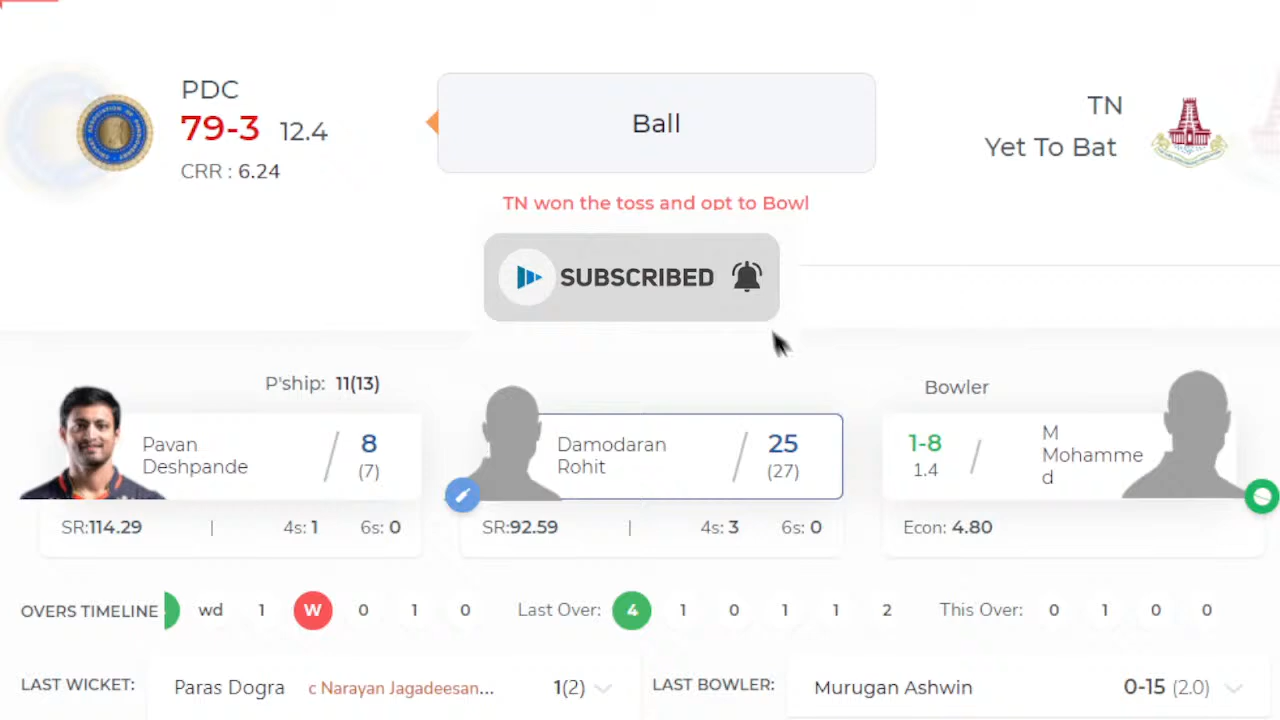 PDC
79-3 12.4
CRR : 6.24
Ball
TN
Yet To Bat
TN won the toss and opt to Bowl
SUBSCRIBED
P'ship: 11(13)
Pavan
Deshpande
8
(7)
SR:114.29 | 4s: 1 6s: 0
Damodaran
Rohit
25
(27)
SR:92.59 | 4s: 3 6s: 0
Bowler
1-8
1.4
M
Mohamme
d
Econ: 4.80
OVERS TIMELINE wd 1 W 0 1 0 Last Over: 4 1 0 1 1 2 This Over: 0 1 0 0
LAST WICKET: Paras Dogra c Narayan Jagadeesan... 1(2) LAST BOWLER: Murugan Ashwin 0-15 (2.0)